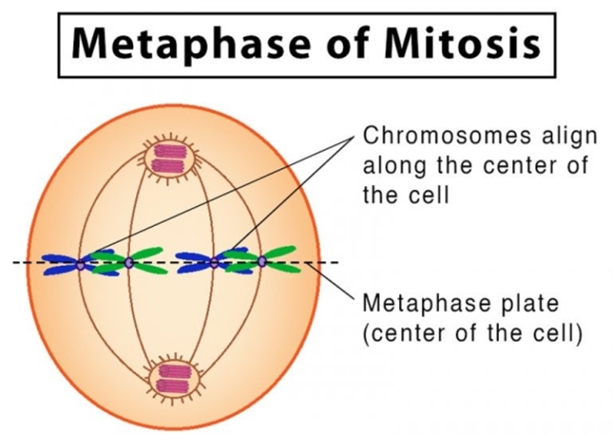 Metaphase of Mitosis
Chromosomes align
along the center of
the cell
Metaphase plate
(center of the cell)